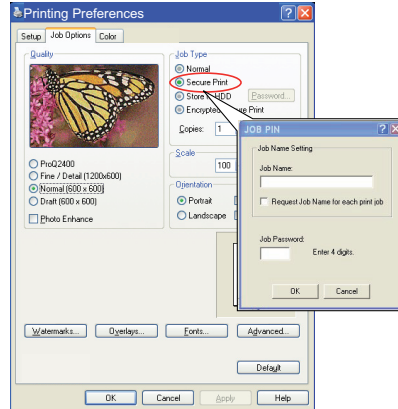 Printing Preferences
Setup Job Options Color
Quality
ProQ2400
Fine / Detail (1200x600)
Normal (600 x 600)
Draft (600 x 600)
Photo Enhance
Job Type
Normal
Secure Print
Store HDD Password...
Encrypted Print
Copies: 1
Scale
100
Orientation
Portrait
Landscape
JOB PIN
Job Name Setting
Job Name:
Request Job Name for each print job
Job Password:
Enter 4 digits.
OK Cancel
Watermarks... Overlays... Fonts... Advanced...
Default
OK Cancel Apply Help